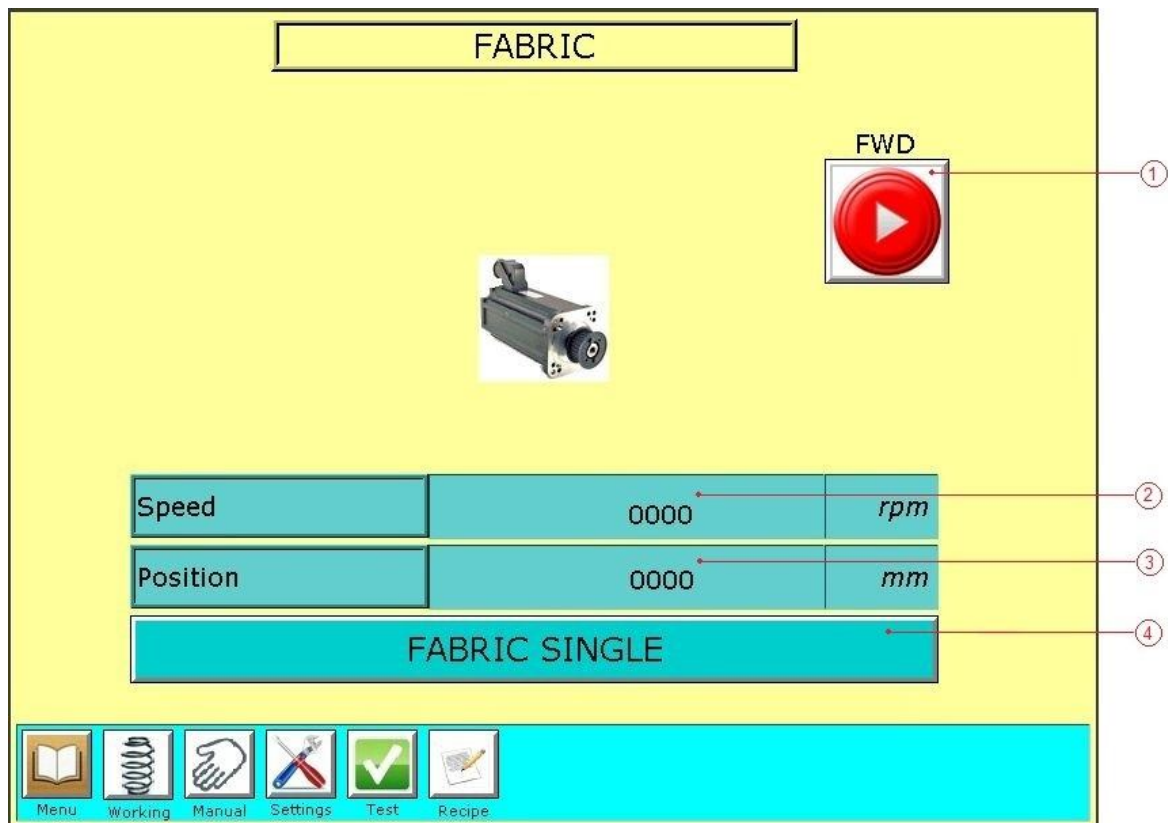 FABRIC
FWD
1
Speed 0000 rpm
2
Position 0000 mm
3
FABRIC SINGLE
4
Menu Working Manual Settings Test Recipe